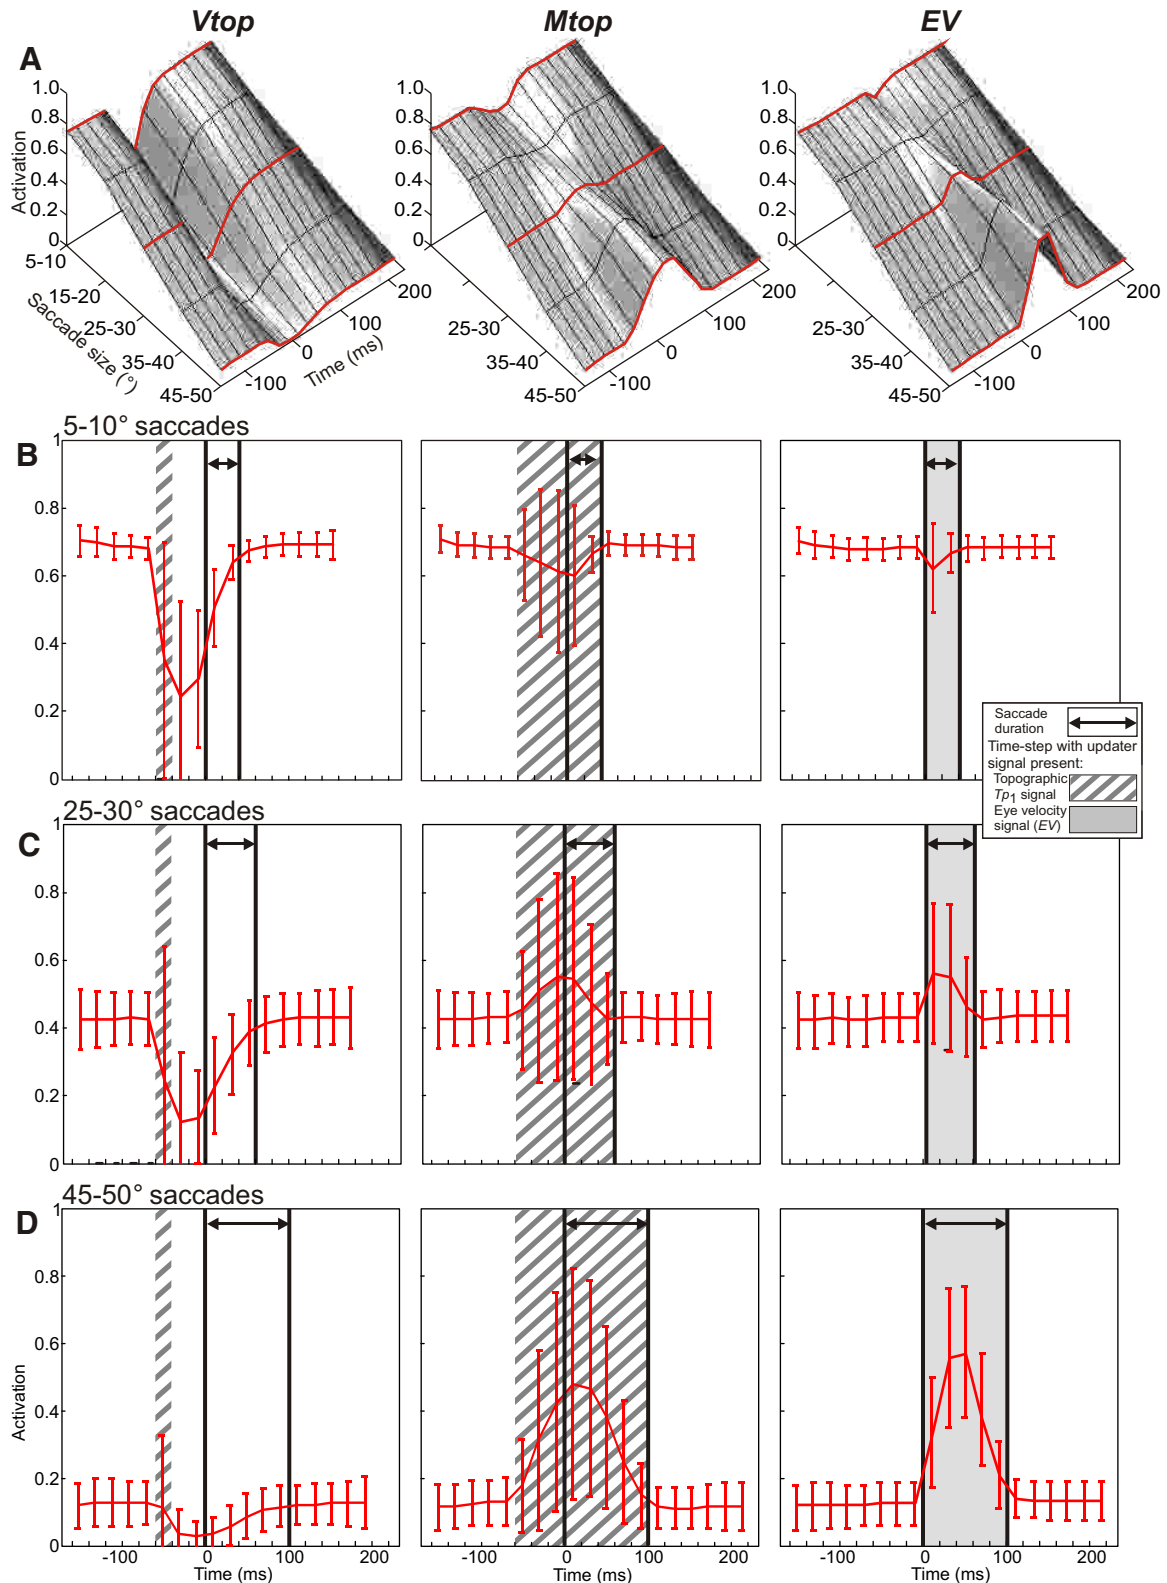 Vtop
Mtop
EV
A
1.0
0.8
0.6
0.4
0.2
0
Activation
5-10
15-20
25-30
35-40
45-50
Saccade size (°)
-100
0
100
200
Time (ms)
1.0
0.8
0.6
0.4
0.2
0
25-30
35-40
45-50
-100
0
100
200
1.0
0.8
0.6
0.4
0.2
0
25-30
35-40
45-50
-100
0
100
200
5-10° saccades
B
1
0.8
0.6
0.4
0.2
0
Saccade
duration
Time-step with updater
signal present:
Topographic
Tp1 signal
Eye velocity
signal (EV)
25-30° saccades
C
1
0.8
0.6
0.4
0.2
0
45-50° saccades
D
1
0.8
0.6
0.4
0.2
0
Activation
-100 0 100 200
Time (ms)
-100 0 100 200
Time (ms)
-100 0 100 200
Time (ms)